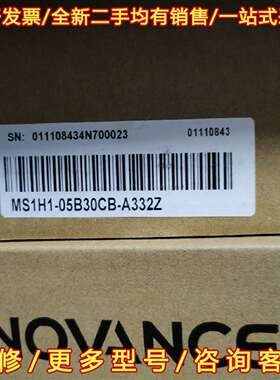 开发票/全新二手均有销售/一站式
SN: 011108434N700023
01110843
MS1H1-05B30CB-A332Z
NOVANCE
修/更多型号/咨询客